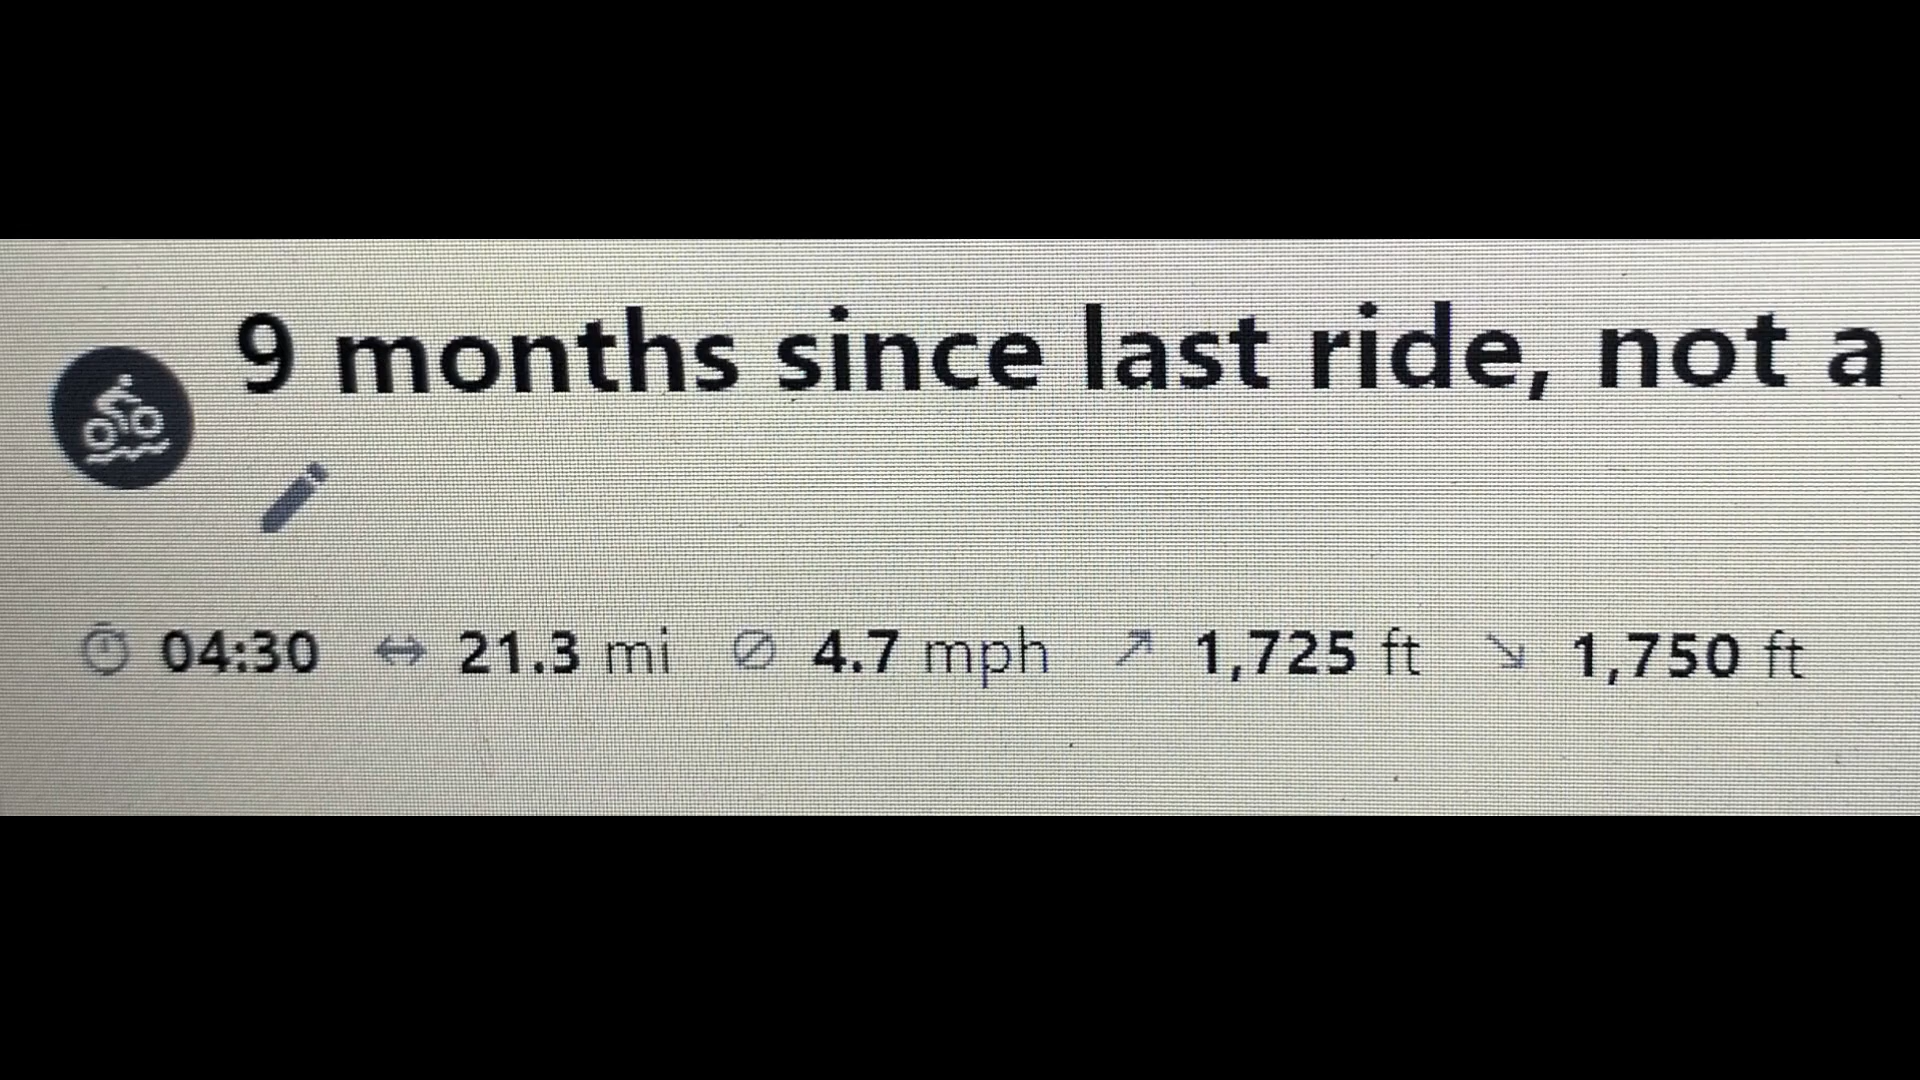 9 months since last ride, not a
04:30 21.3 mi 4.7 mph 1,725 ft 1,750 ft